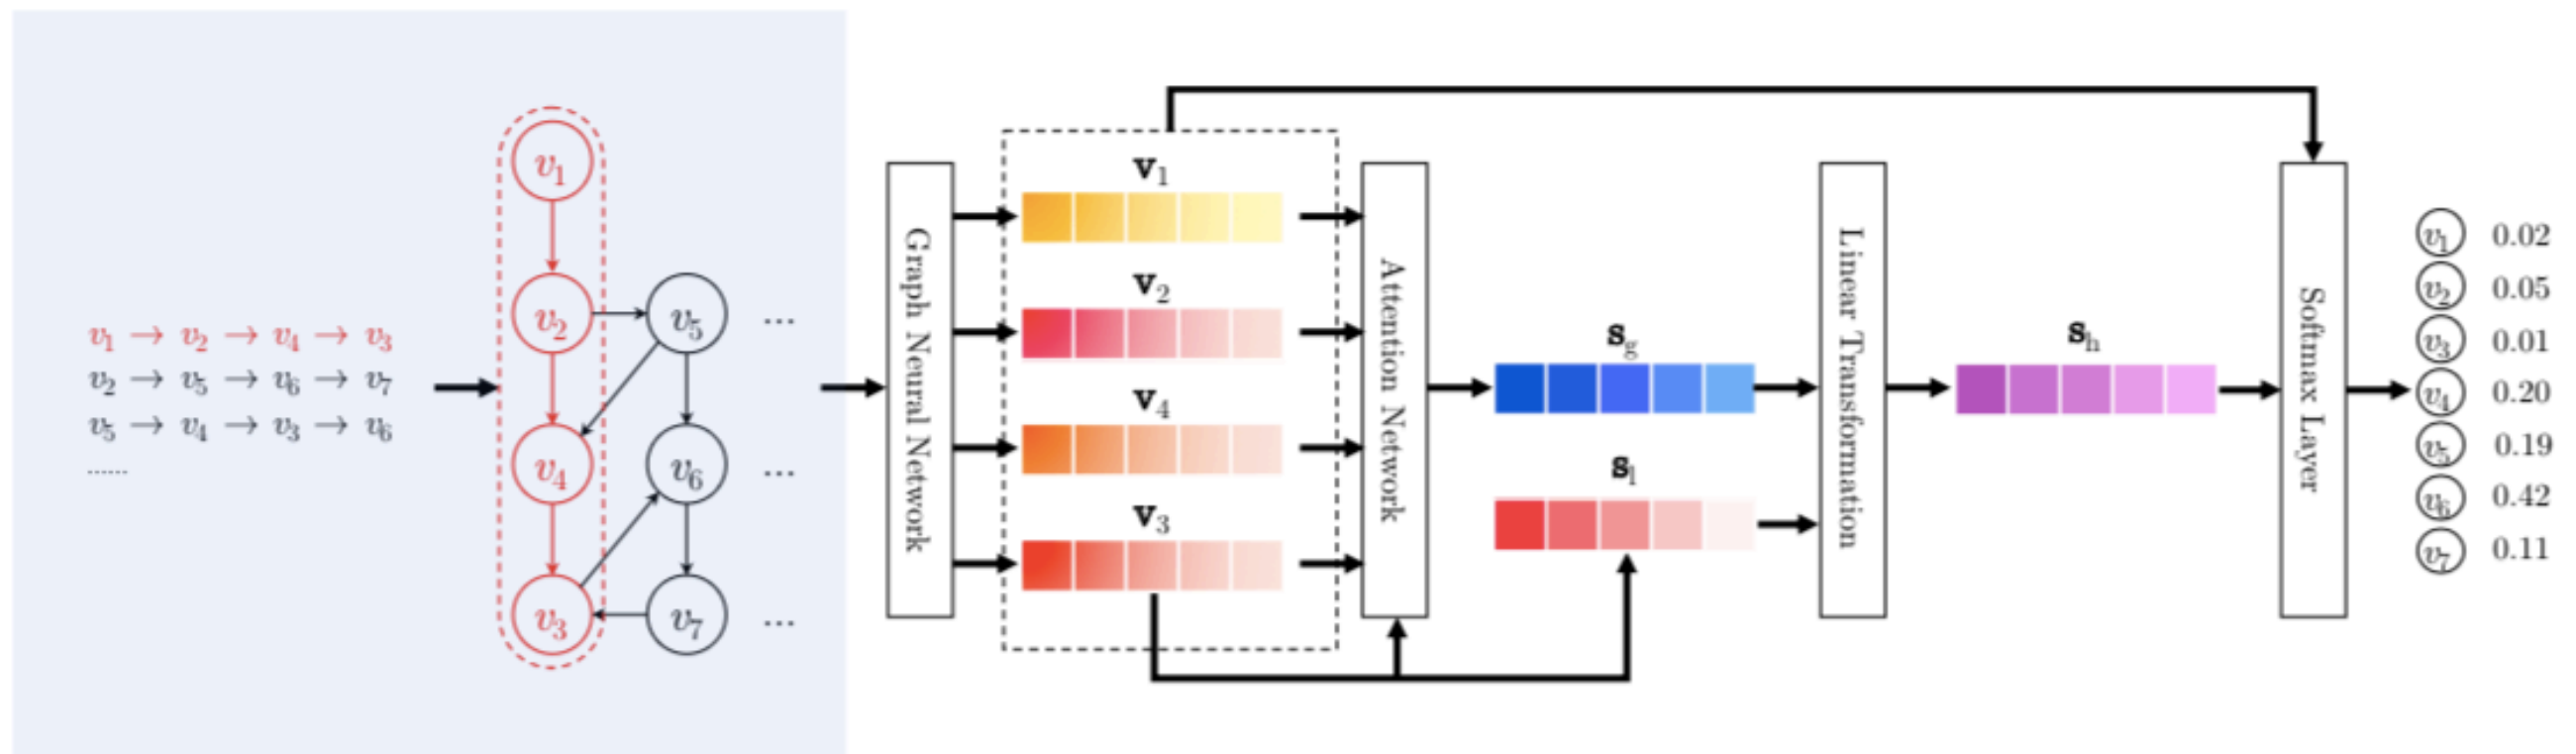 v1 → v2 → v4 → v3
v2 → v5 → v6 → v7
v5 → v4 → v3 → v6
......
v1
v2
v5
...
v4
v6
...
v3
v7
...
Graph Neural Network
v1
v2
v4
v3
Attention Network
sg
sl
Linear Transformation
sh
Softmax Layer
v1 0.02
v2 0.05
v3 0.01
v4 0.20
v5 0.19
v6 0.42
v7 0.11